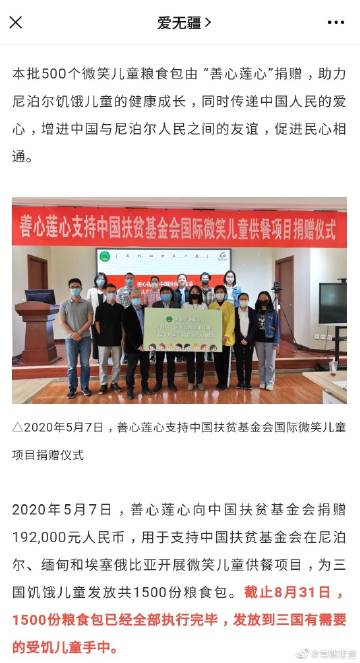 爱无疆
本批500个微笑儿童粮食包由“善心莲心”捐赠，助力
尼泊尔饥饿儿童的健康成长，同时传递中国人民的爱
心，增进中国与尼泊尔人民之间的友谊，促进民心相
通。
善心莲心支持中国扶贫基金会国际微笑儿童供餐项目捐赠仪式
△2020年5月7日，善心莲心支持中国扶贫基金会国际微笑儿童
项目捐赠仪式
2020年5月7日，善心莲心向中国扶贫基金会捐赠
192,000元人民币，用于支持中国扶贫基金会在尼泊
尔、缅甸和埃塞俄比亚开展微笑儿童供餐项目，为三
国饥饿儿童发放共1500份粮食包。截止8月31日，
1500份粮食包已经全部执行完毕，发放到三国有需要
的受饥儿童手中。